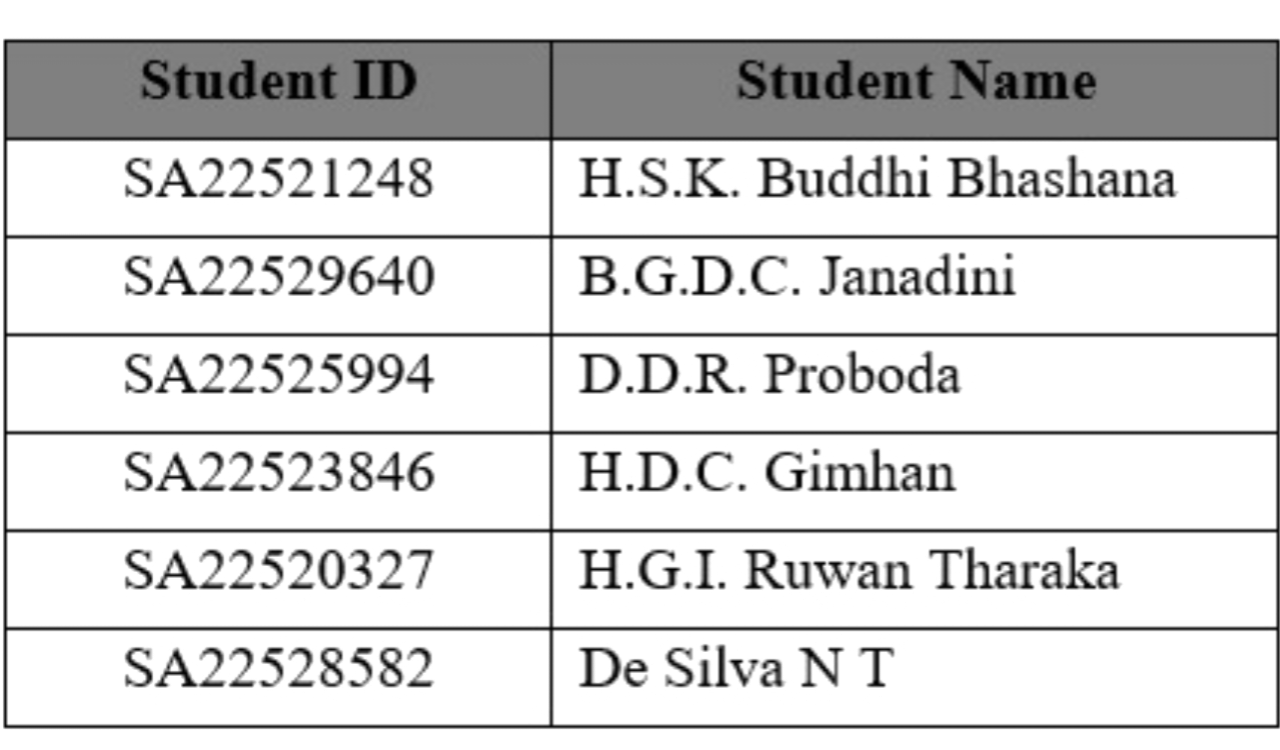 Student ID Student Name
SA22521248 H.S.K. Buddhi Bhashana
SA22529640 B.G.D.C. Janadini
SA22525994 D.D.R. Proboda
SA22523846 H.D.C. Gimhan
SA22520327 H.G.I. Ruwan Tharaka
SA22528582 De Silva N T